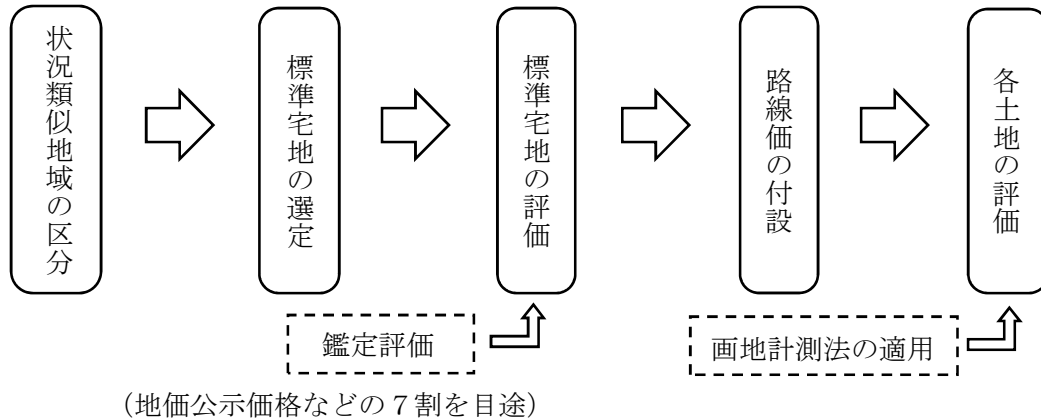 状況類似地域の区分
標準宅地の選定
標準宅地の評価
路線価の付設
各土地の評価
鑑定評価
画地計測法の適用
（地価公示価格などの７割を目途）